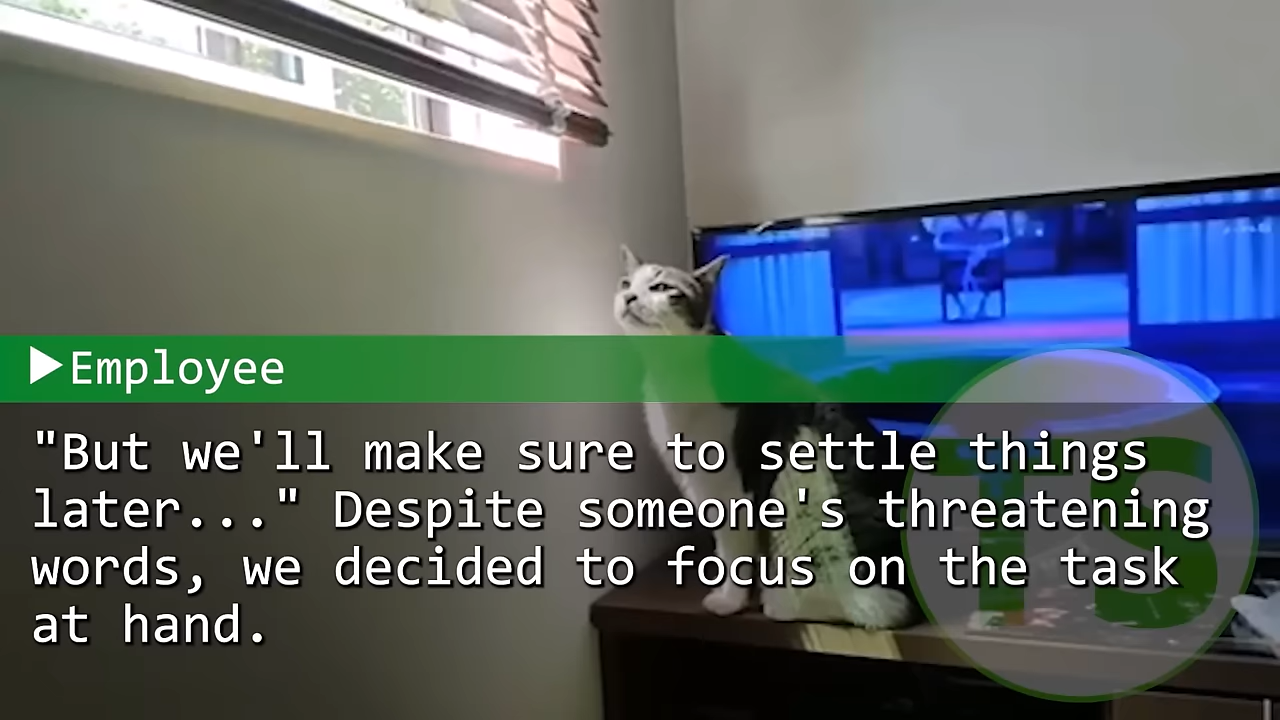 ▶Employee
"But we'll make sure to settle things
later..." Despite someone's threatening
words, we decided to focus on the task
at hand.
TS